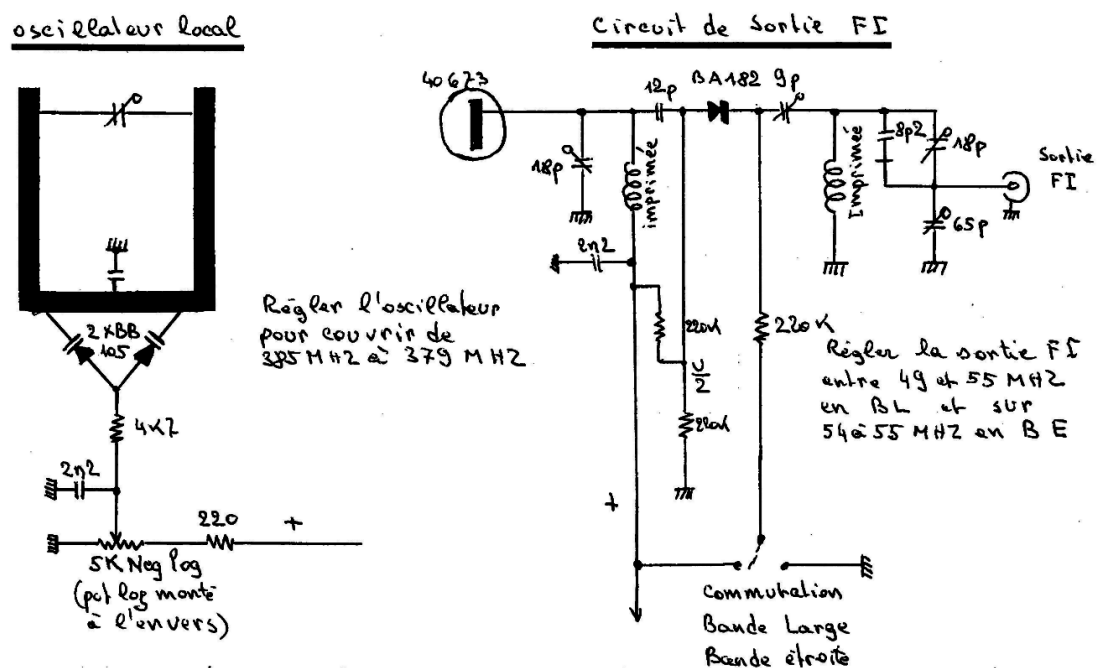 oscillateur local
Circuit de Sortie FI
40673
12p
BA182
9p
18p
imprimée
Imprimée
8p2
18p
Sortie
FI
65p
2n2
2 x BB
105
Régler l'oscillateur
pour couvrir de
385 MHZ à 379 MHZ
220K
U/2
220K
220K
Régler la sortie FI
entre 49 et 55 MHZ
en BL et sur
54 à 55 MHZ en B E
4K7
2n2
220
+
+
5K Neg log
(pot log monté
à l'envers)
Commutation
Bande Large
Bande étroite